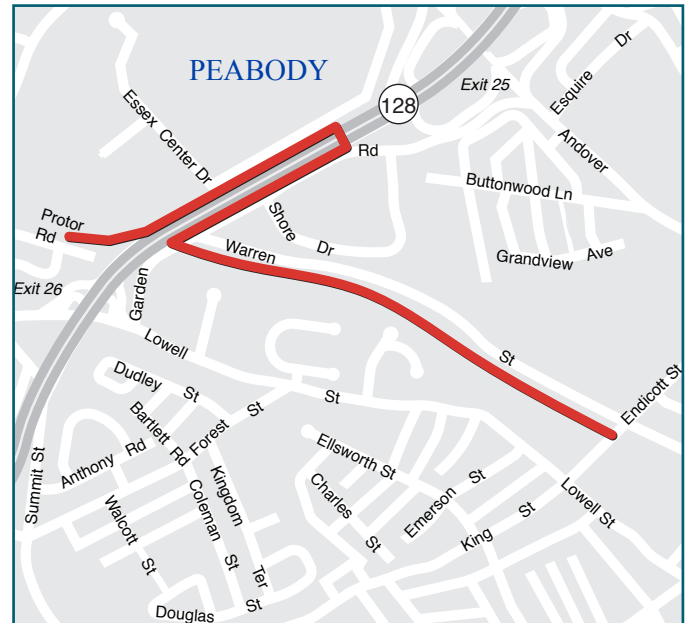 PEABODY
Exit 25
Esquire Dr
128
Essex Center Dr
Andover
Rd
Buttonwood Ln
Protor
Rd
Shore Dr
Grandview Ave
Warren
St
Exit 26
Garden
Lowell
St
Endicott St
Dudley St
Bartlett Rd
Forest St
Anthony Rd
Ellsworth St
Summit St
Walcott St
Coleman St
Kingdom Ter
Charles St
Emerson St
King St
Lowell St
Douglas St